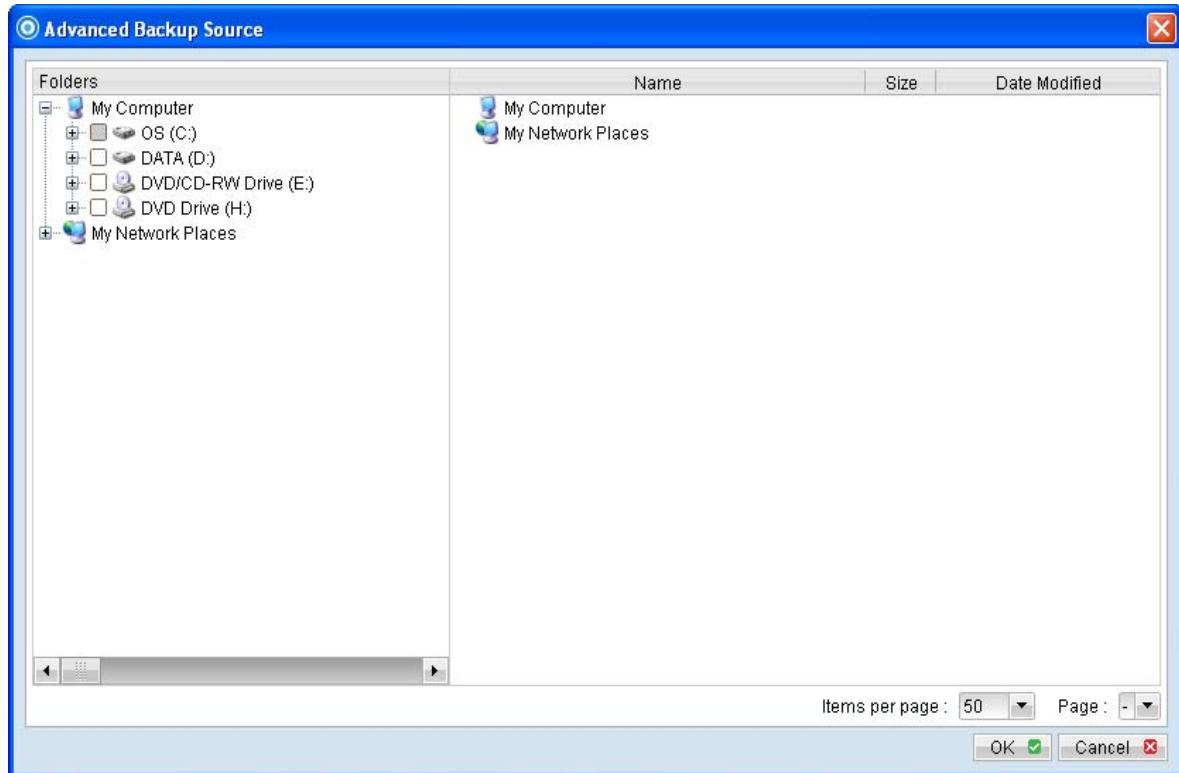 Advanced Backup Source
Folders
Name Size Date Modified
My Computer
OS (C:)
DATA (D:)
DVD/CD-RW Drive (E:)
DVD Drive (H:)
My Network Places
My Computer
My Network Places
Items per page : 50 Page : -
OK Cancel